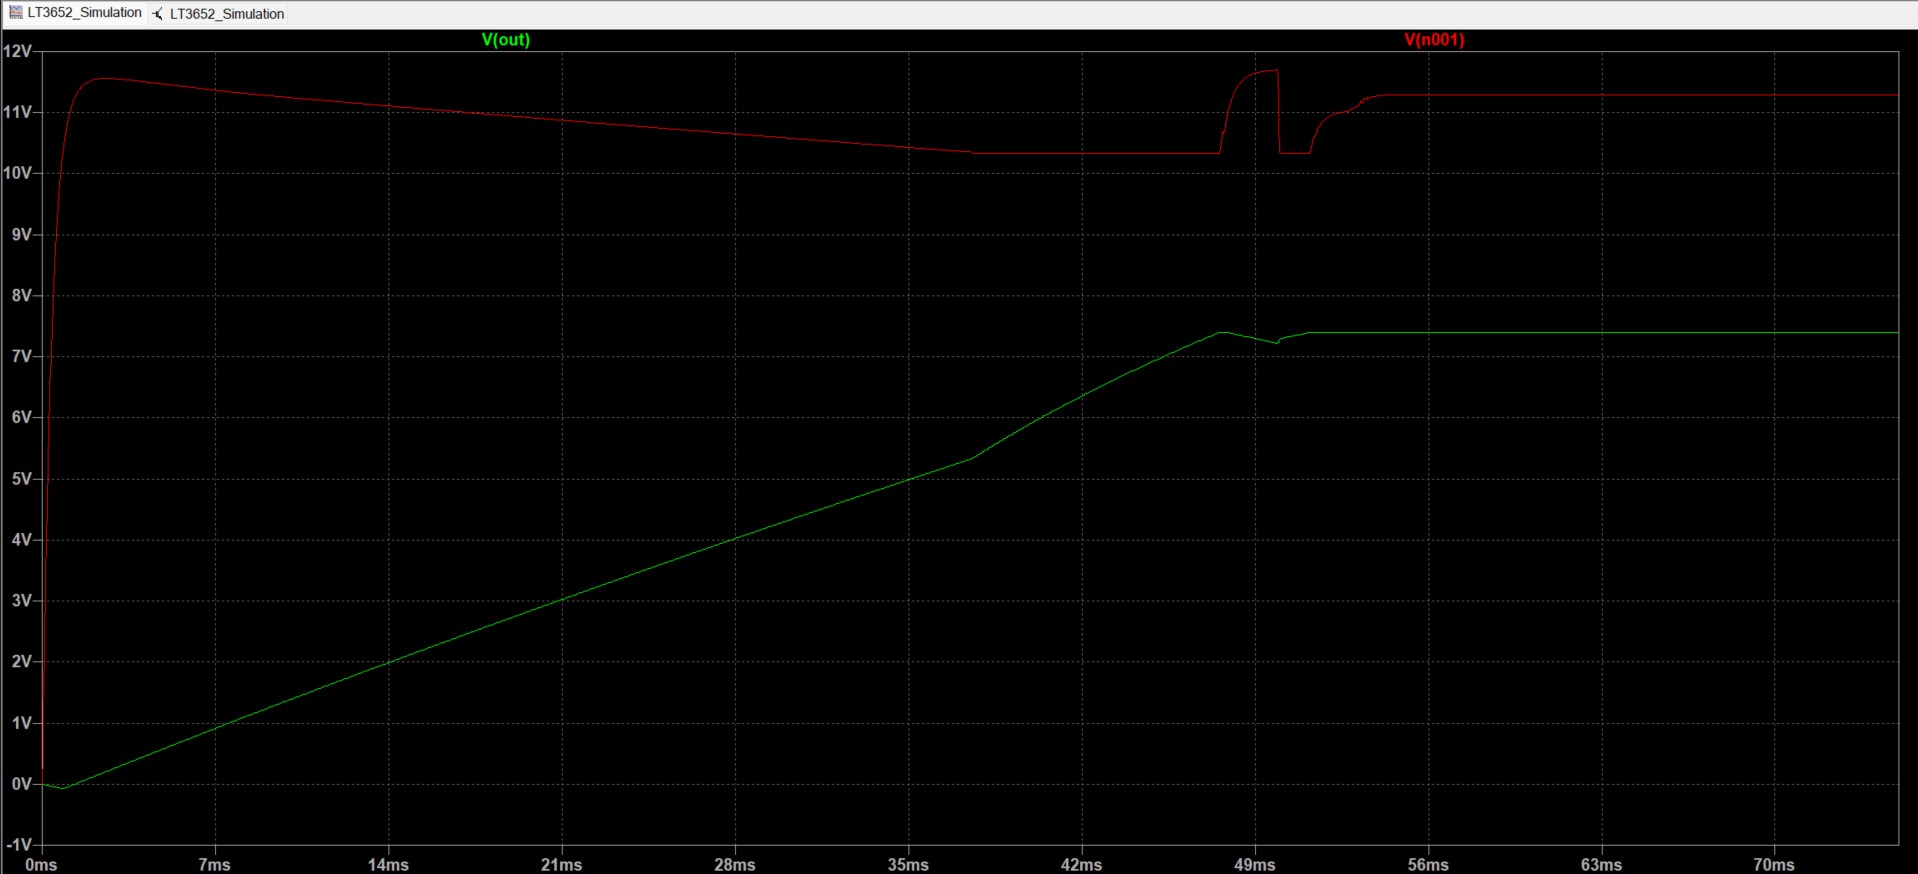 LT3652_Simulation LT3652_Simulation
V(out) V(n001)
12V
11V
10V
9V
8V
7V
6V
5V
4V
3V
2V
1V
0V
-1V
0ms 7ms 14ms 21ms 28ms 35ms 42ms 49ms 56ms 63ms 70ms